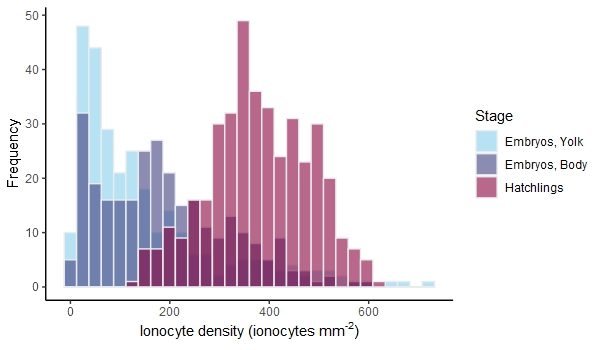 50
40
30
20
10
0
Frequency
0 200 400 600
Ionocyte density (ionocytes mm⁻²)
Stage
Embryos, Yolk
Embryos, Body
Hatchlings